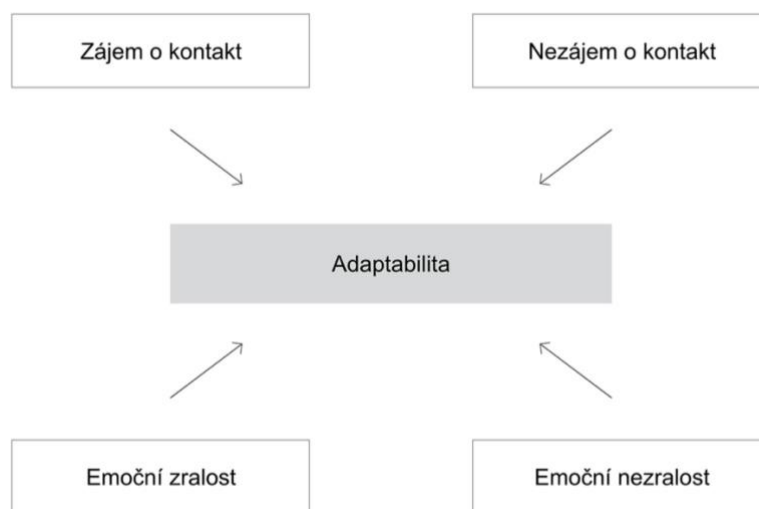 Zájem o kontakt
Nezájem o kontakt
Adaptabilita
Emoční zralost
Emoční nezralost